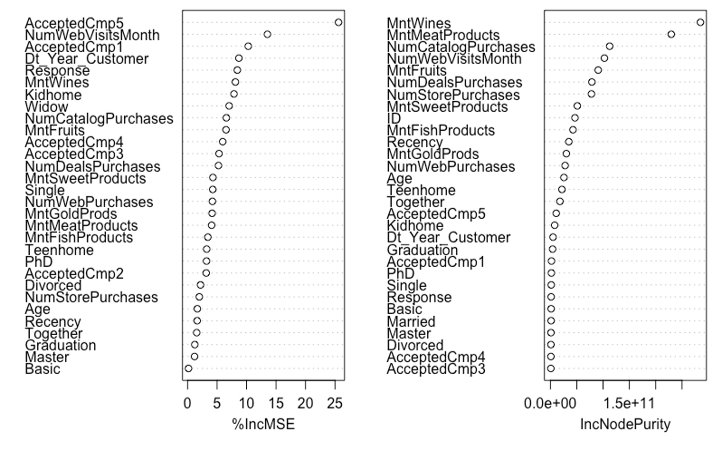 AcceptedCmp5
NumWebVisitsMonth
AcceptedCmp1
Dt_Year_Customer
Response
MntWines
Kidhome
Widow
NumCatalogPurchases
MntFruits
AcceptedCmp4
AcceptedCmp3
NumDealsPurchases
MntSweetProducts
Single
NumWebPurchases
MntGoldProds
MntMeatProducts
MntFishProducts
Teenhome
PhD
AcceptedCmp2
Divorced
NumStorePurchases
Age
Recency
Together
Graduation
Master
Basic
0 5 10 15 20 25
%IncMSE
MntWines
MntMeatProducts
NumCatalogPurchases
NumWebVisitsMonth
MntFruits
NumDealsPurchases
NumStorePurchases
MntSweetProducts
ID
MntFishProducts
Recency
MntGoldProds
NumWebPurchases
Age
Teenhome
Together
AcceptedCmp5
Kidhome
Dt_Year_Customer
Graduation
AcceptedCmp1
PhD
Single
Response
Basic
Married
Master
Divorced
AcceptedCmp4
AcceptedCmp3
0.0e+00 1.5e+11
IncNodePurity